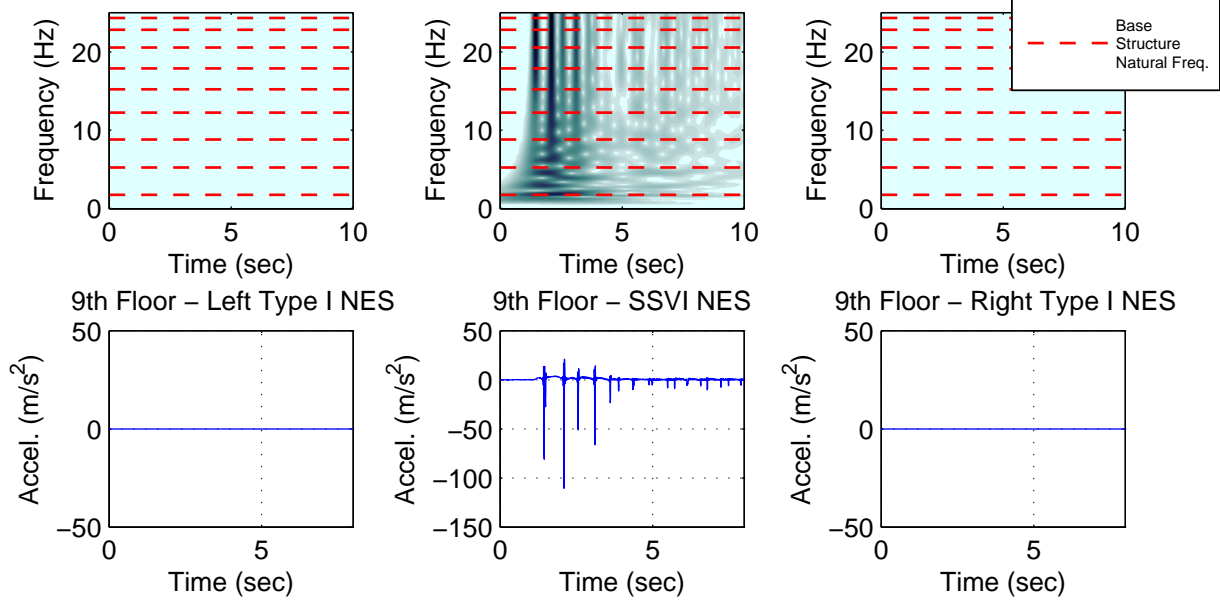 Frequency (Hz)
20
10
0
0 5 10
Time (sec)
Frequency (Hz)
20
10
0
0 5 10
Time (sec)
Frequency (Hz)
20
10
0
0 5 10
Time (sec)
Base
Structure
Natural Freq.
9th Floor − Left Type I NES
Accel. (m/s²)
50
0
−50
0 5
Time (sec)
9th Floor − SSVI NES
Accel. (m/s²)
50
0
−50
−100
−150
0 5
Time (sec)
9th Floor − Right Type I NES
Accel. (m/s²)
50
0
−50
0 5
Time (sec)